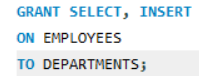 GRANT SELECT, INSERT
ON EMPLOYEES
TO DEPARTMENTS;